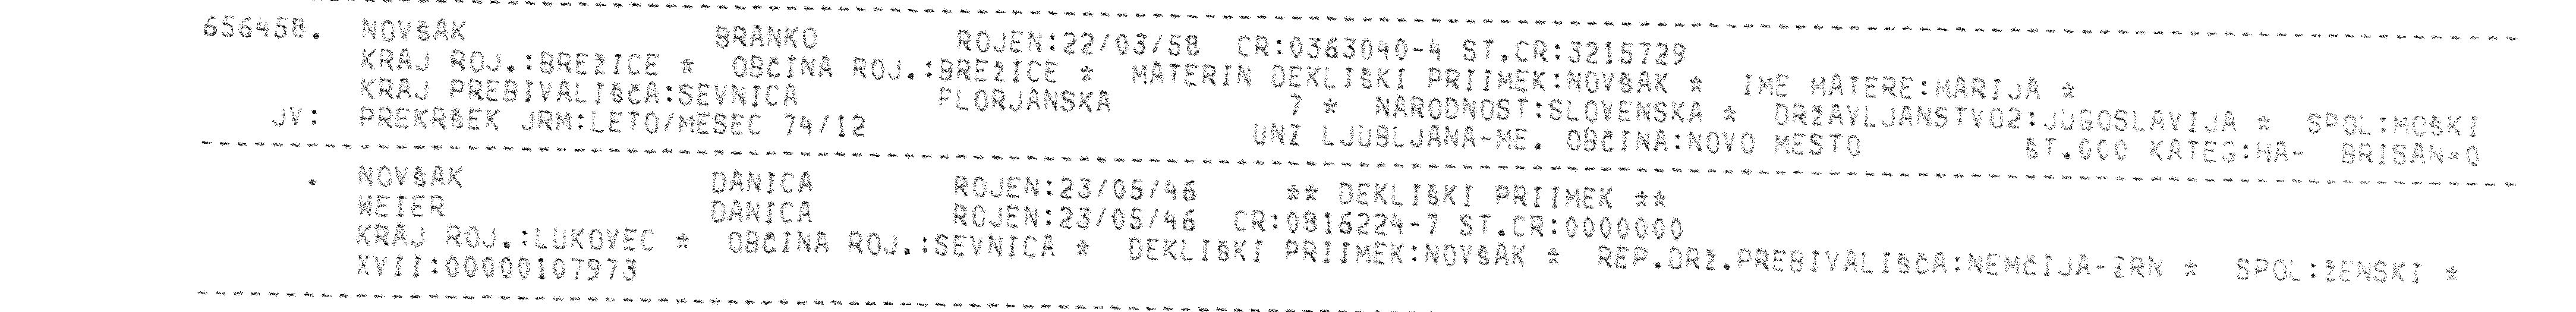 656458. NOVŠAK BRANKO ROJEN:22/03/58 CR:0363040-4 ST.CR:3215729
KRAJ ROJ.:BREŽICE * OBČINA ROJ.:BREŽICE * MATERIN DEKLIŠKI PRIIMEK:NOVŠAK * IME MATERE:MARIJA *
KRAJ PREBIVALIŠČA:SEVNICA FLORJANSKA 7 * NARODNOST:SLOVENSKA * DRŽAVLJANSTVO2:JUGOSLAVIJA * SPOL:MOŠKI
JV: PREKRŠEK JRM:LETO/MESEC 74/12 UNZ LJUBLJANA-ME. OBČINA:NOVO MESTO ŠT.000 KATEG:HA- BRISAN=0
. NOVŠAK DANICA ROJEN:23/05/46 ** DEKLIŠKI PRIIMEK **
WEIER DANICA ROJEN:23/05/46 CR:0816224-7 ST.CR:0000000
KRAJ ROJ.:LUKOVEC * OBČINA ROJ.:SEVNICA * DEKLIŠKI PRIIMEK:NOVŠAK * REP.DRŽ.PREBIVALIŠČA:NEMČIJA-ZRN * SPOL:ŽENSKI *
XVII:00000107973